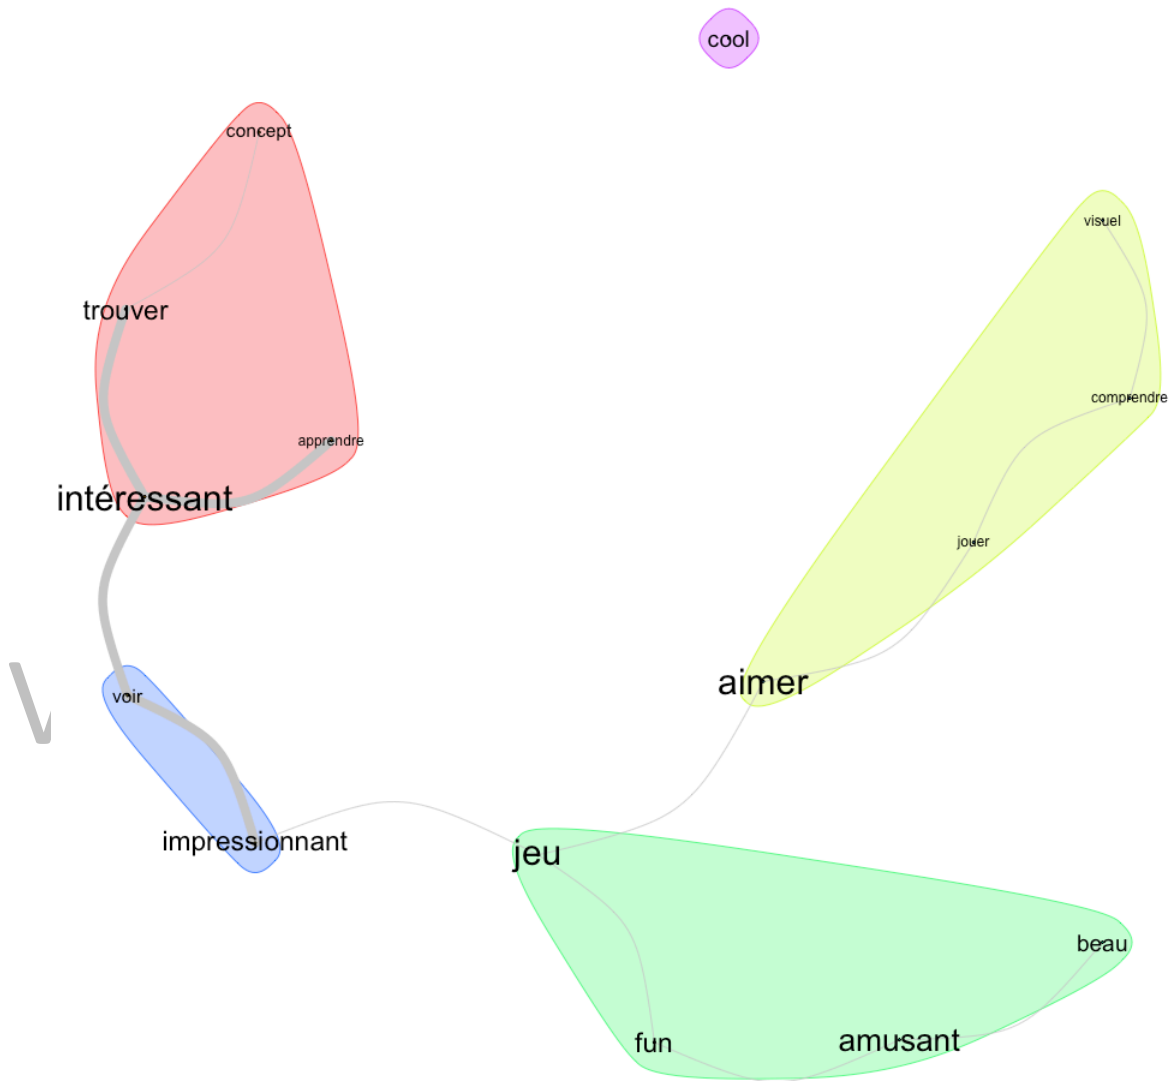 cool
concept
visuel
trouver
comprendre
apprendre
intéressant
jouer
aimer
voir
impressionnant
jeu
beau
fun
amusant